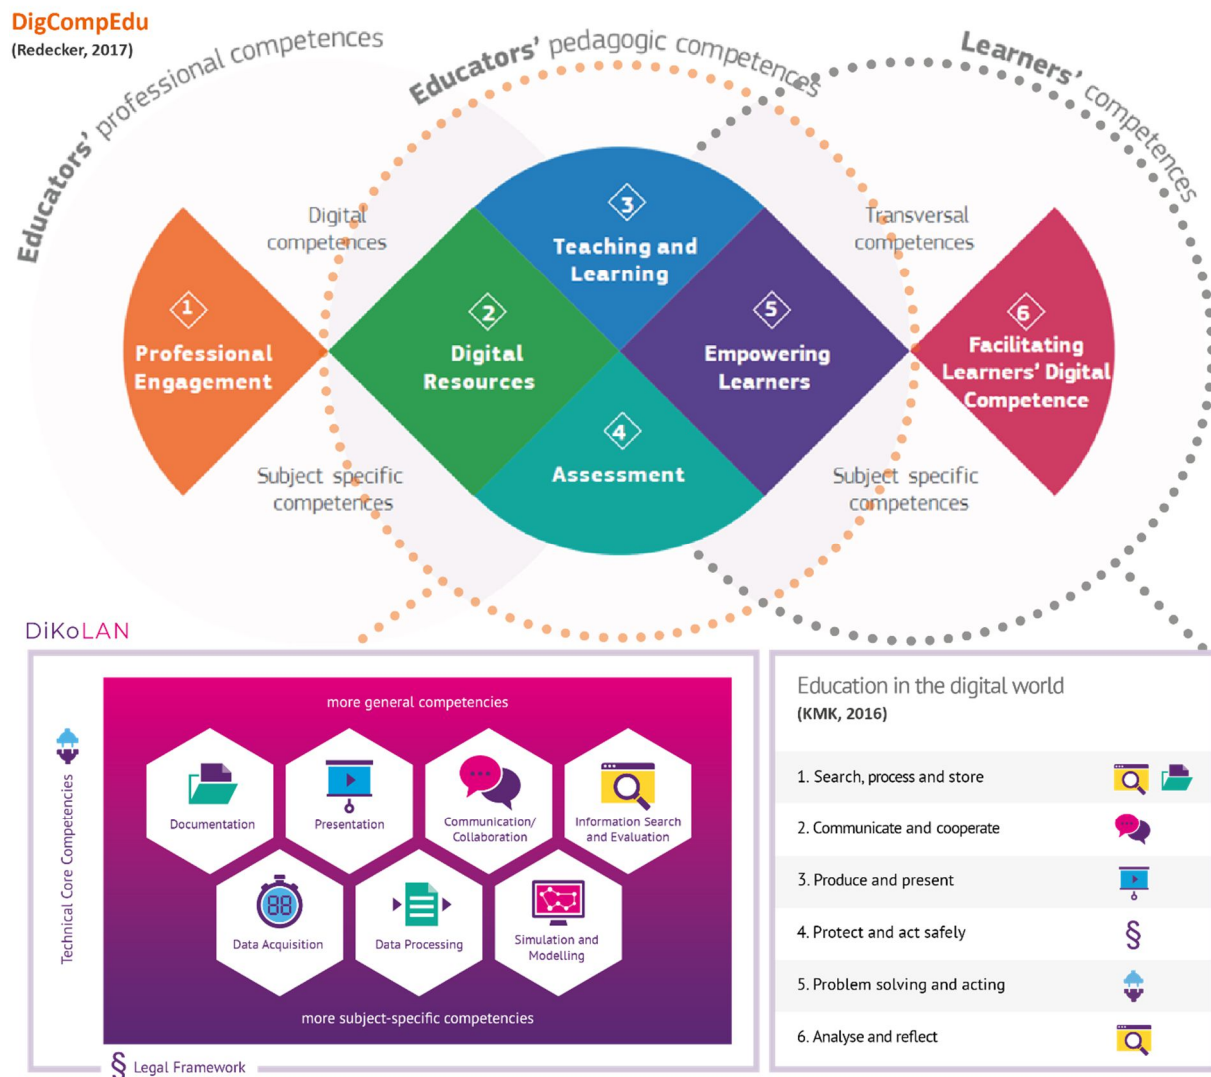 DigCompEdu
(Redecker, 2017)
Educators' professional competences
Educators' pedagogic competences
Learners' competences
Digital
competences
Transversal
competences
1
Professional
Engagement
2
Digital
Resources
3
Teaching and
Learning
4
Assessment
5
Empowering
Learners
6
Facilitating
Learners' Digital
Competence
Subject specific
competences
Subject specific
competences
DiKoLAN
Technical Core Competencies
more general competencies
Documentation
Presentation
Communication/
Collaboration
Information Search
and Evaluation
88
Data Acquisition
Data Processing
Simulation and
Modelling
more subject-specific competencies
§ Legal Framework
Education in the digital world
(KMK, 2016)
1. Search, process and store
2. Communicate and cooperate
3. Produce and present
4. Protect and act safely §
5. Problem solving and acting
6. Analyse and reflect